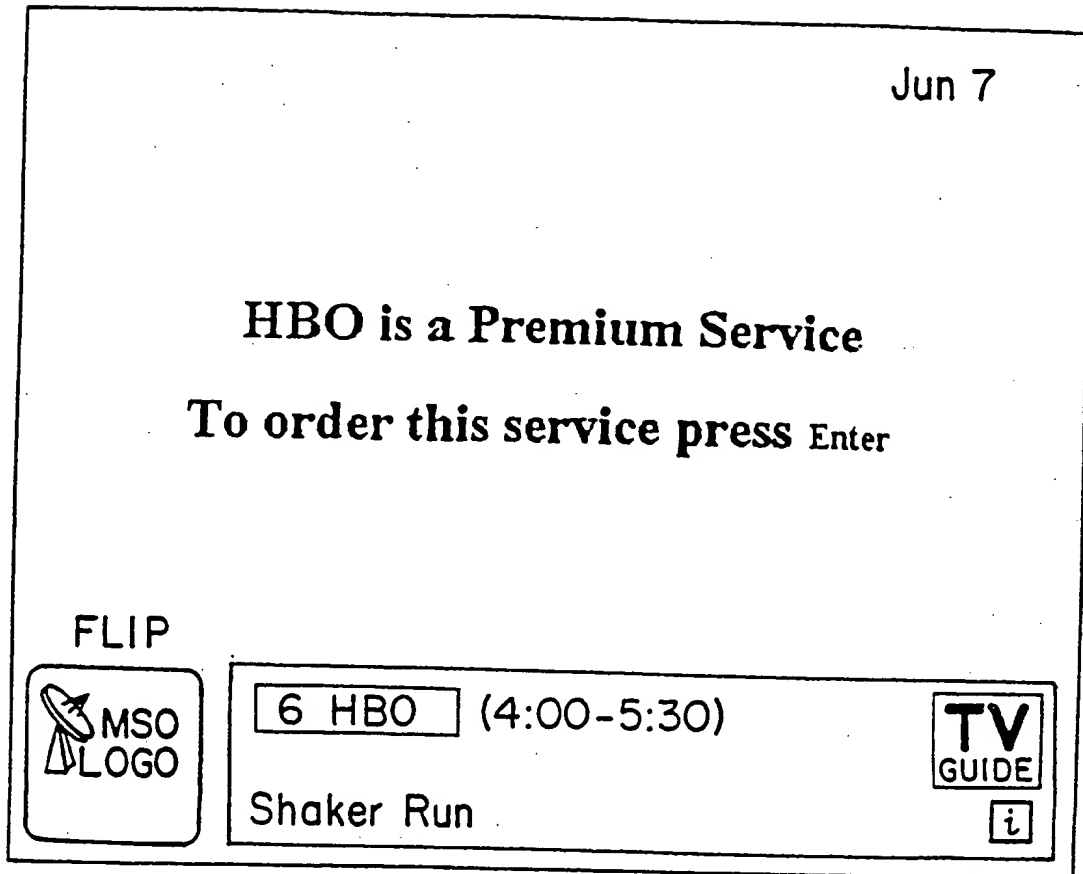 Jun 7
HBO is a Premium Service
To order this service press Enter
FLIP
MSO
LOGO
6 HBO (4:00-5:30)
Shaker Run
TV
GUIDE
i